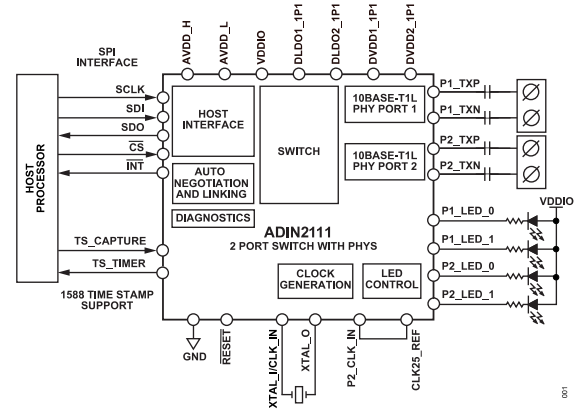 AVDD_H
AVDD_L
VDDIO
DLDO1_1P1
DLDO2_1P1
DVDD1_1P1
DVDD2_1P1
SPI
INTERFACE
HOST
PROCESSOR
SCLK
SDI
SDO
CS
INT
TS_CAPTURE
TS_TIMER
1588 TIME STAMP
SUPPORT
HOST
INTERFACE
AUTO
NEGOTIATION
AND LINKING
DIAGNOSTICS
SWITCH
10BASE-T1L
PHY PORT 1
10BASE-T1L
PHY PORT 2
ADIN2111
2 PORT SWITCH WITH PHYS
CLOCK
GENERATION
LED
CONTROL
P1_TXP
P1_TXN
P2_TXP
P2_TXN
VDDIO
P1_LED_0
P1_LED_1
P2_LED_0
P2_LED_1
GND
RESET
XTAL_I/CLK_IN
XTAL_O
P2_CLK_IN
CLK25_REF
001